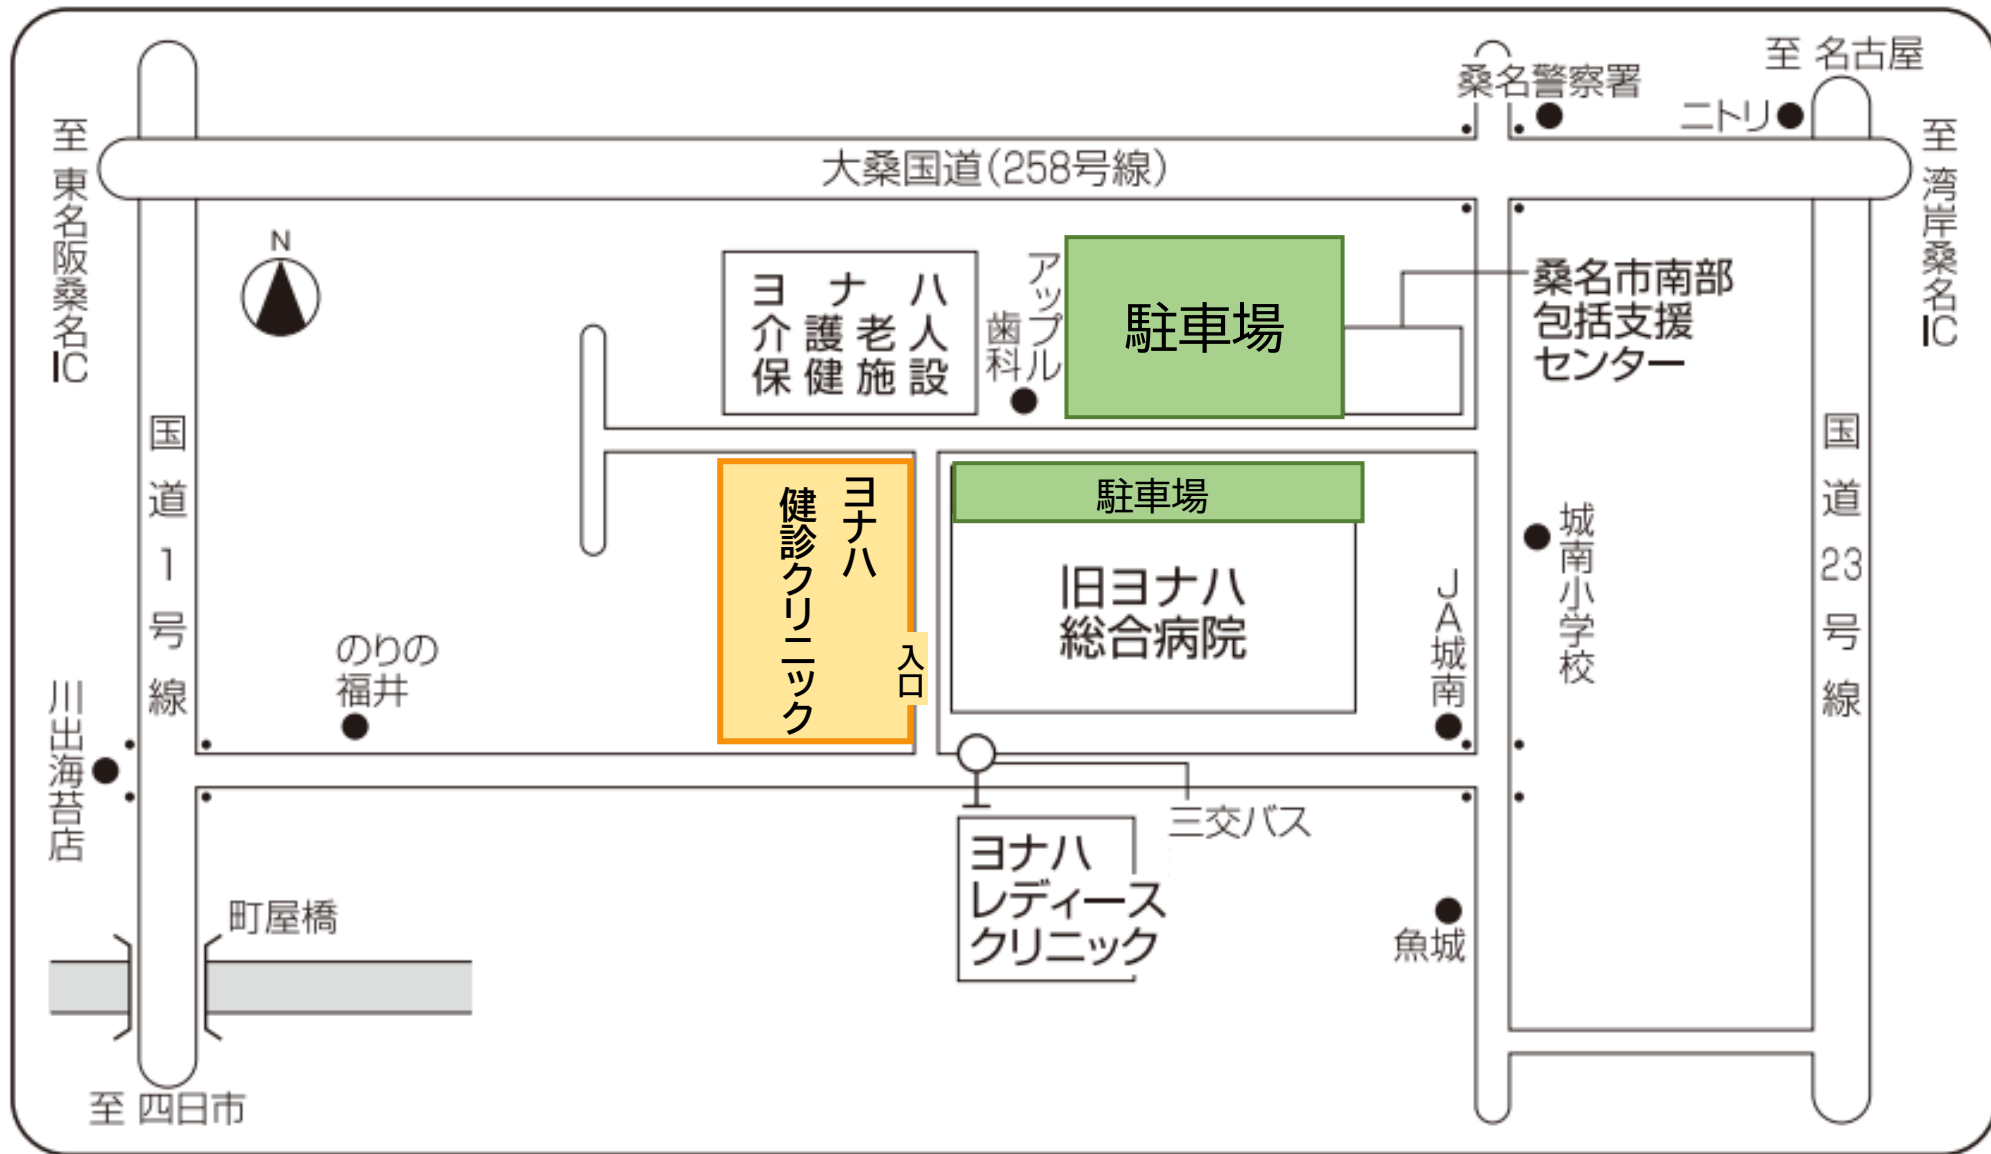 至 名古屋
桑名警察署
ニトリ
至 東名阪桑名IC
大桑国道(258号線)
至 湾岸桑名IC
N
ヨナハ
介護老人
保健施設
アップル
歯科
駐車場
桑名市南部
包括支援
センター
国道1号線
国道23号線
ヨナハ
健診クリニック
入口
駐車場
旧ヨナハ
総合病院
JA城南
城南小学校
のりの
福井
川出海苔店
三交バス
ヨナハ
レディース
クリニック
魚城
町屋橋
至 四日市